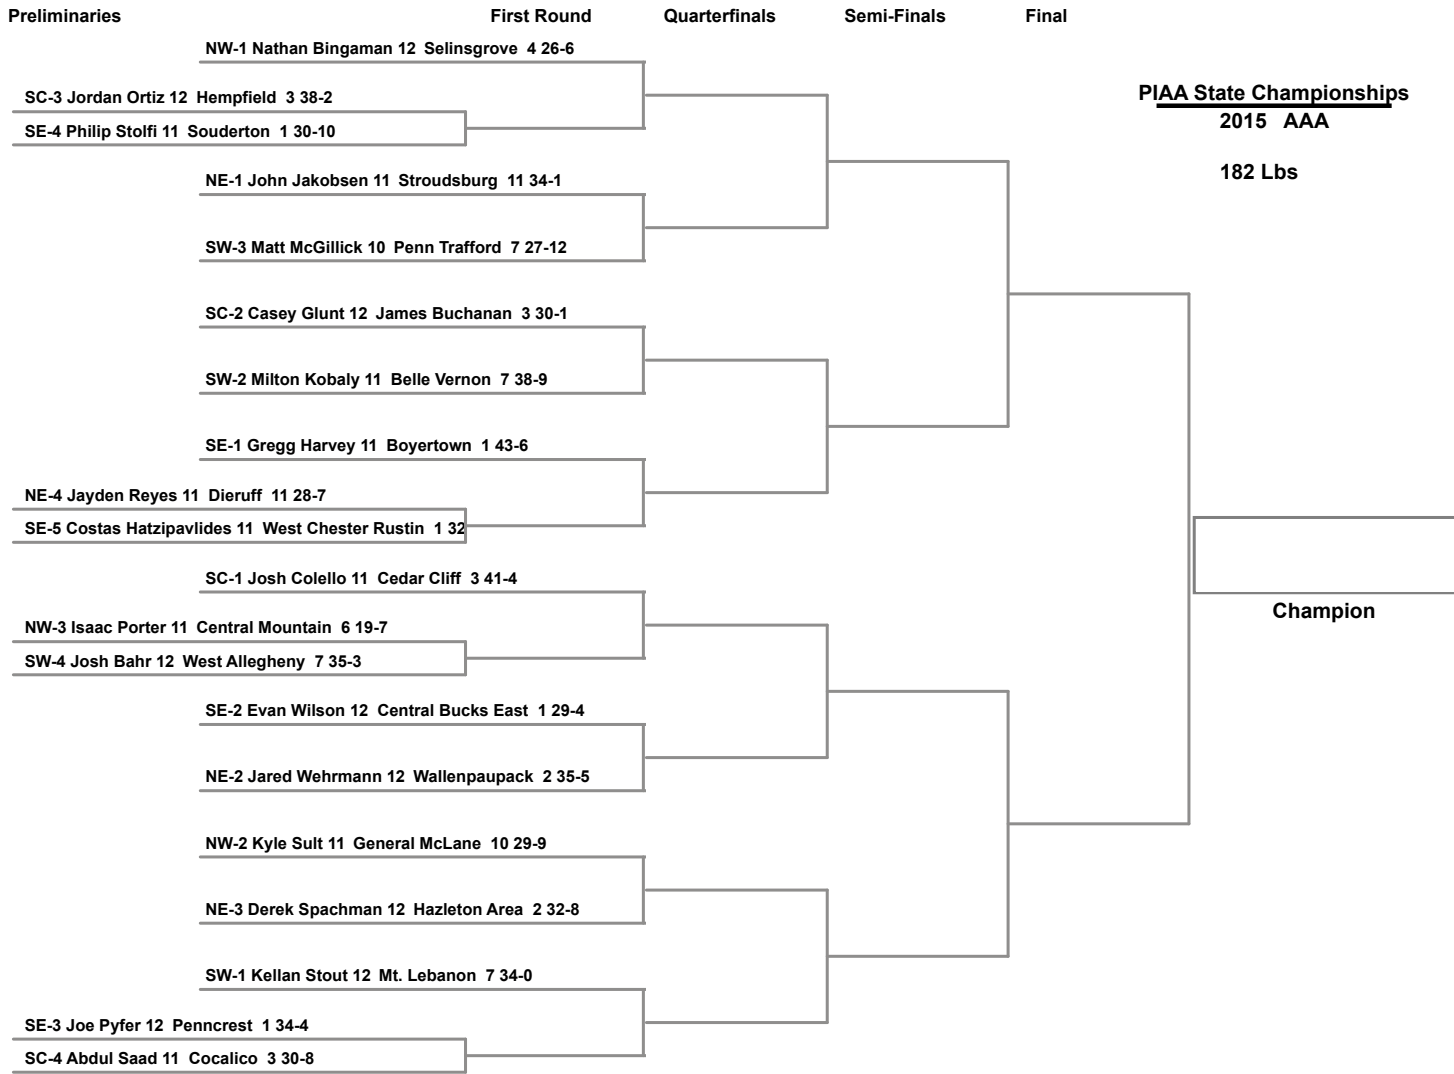 Preliminaries First Round Quarterfinals Semi-Finals Final
NW-1 Nathan Bingaman 12 Selinsgrove 4 26-6
PIAA State Championships
SC-3 Jordan Ortiz 12 Hempfield 3 38-2
2015 AAA
SE-4 Philip Stolfi 11 Souderton 1 30-10
182 Lbs
NE-1 John Jakobsen 11 Stroudsburg 11 34-1
SW-3 Matt McGillick 10 Penn Trafford 7 27-12
SC-2 Casey Glunt 12 James Buchanan 3 30-1
SW-2 Milton Kobaly 11 Belle Vernon 7 38-9
SE-1 Gregg Harvey 11 Boyertown 1 43-6
NE-4 Jayden Reyes 11 Dieruff 11 28-7
SE-5 Costas Hatzipavlides 11 West Chester Rustin 1 32
SC-1 Josh Colello 11 Cedar Cliff 3 41-4
Champion
NW-3 Isaac Porter 11 Central Mountain 6 19-7
SW-4 Josh Bahr 12 West Allegheny 7 35-3
SE-2 Evan Wilson 12 Central Bucks East 1 29-4
NE-2 Jared Wehrmann 12 Wallenpaupack 2 35-5
NW-2 Kyle Sult 11 General McLane 10 29-9
NE-3 Derek Spachman 12 Hazleton Area 2 32-8
SW-1 Kellan Stout 12 Mt. Lebanon 7 34-0
SE-3 Joe Pyfer 12 Penncrest 1 34-4
SC-4 Abdul Saad 11 Cocalico 3 30-8